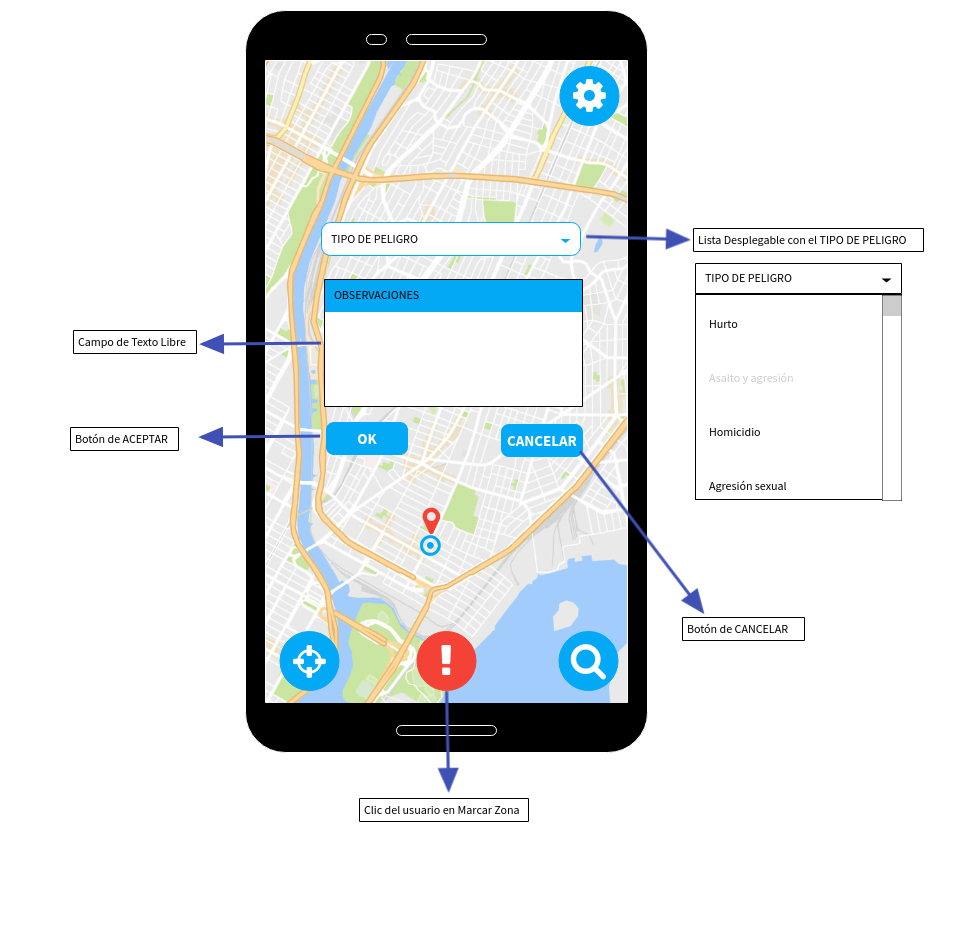 TIPO DE PELIGRO
Lista Desplegable con el TIPO DE PELIGRO
TIPO DE PELIGRO
OBSERVACIONES
Hurto
Campo de Texto Libre
Asalto y agresión
Homicidio
Botón de ACEPTAR
OK
CANCELAR
Agresión sexual
Botón de CANCELAR
Clic del usuario en Marcar Zona